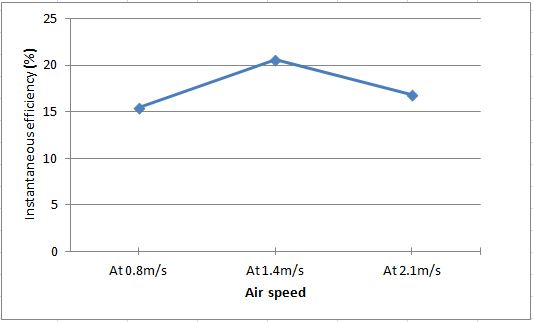 25
20
15
10
5
0
Instantaneous efficiency (%)
At 0.8m/s At 1.4m/s At 2.1m/s
Air speed